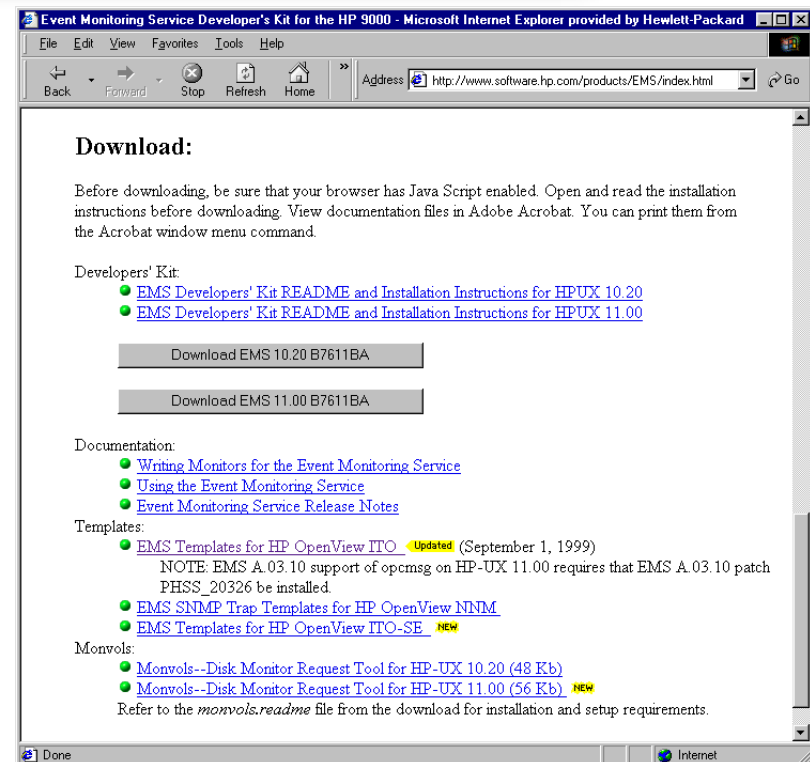 Event Monitoring Service Developer's Kit for the HP 9000 - Microsoft Internet Explorer provided by Hewlett-Packard
File Edit View Favorites Tools Help
Back Forward Stop Refresh Home » Address http://www.software.hp.com/products/EMS/index.html Go
Download:
Before downloading, be sure that your browser has Java Script enabled. Open and read the installation
instructions before downloading. View documentation files in Adobe Acrobat. You can print them from
the Acrobat window menu command.
Developers' Kit:
EMS Developers' Kit README and Installation Instructions for HPUX 10.20
EMS Developers' Kit README and Installation Instructions for HPUX 11.00
Download EMS 10.20 B7611BA
Download EMS 11.00 B7611BA
Documentation:
Writing Monitors for the Event Monitoring Service
Using the Event Monitoring Service
Event Monitoring Service Release Notes
Templates:
EMS Templates for HP OpenView ITO Updated (September 1, 1999)
NOTE: EMS A.03.10 support of opcmsg on HP-UX 11.00 requires that EMS A.03.10 patch
PHSS_20326 be installed.
EMS SNMP Trap Templates for HP OpenView NNM
EMS Templates for HP OpenView ITO-SE NEW
Monvols:
Monvols--Disk Monitor Request Tool for HP-UX 10.20 (48 Kb)
Monvols--Disk Monitor Request Tool for HP-UX 11.00 (56 Kb) NEW
Refer to the monvols.readme file from the download for installation and setup requirements.
Done Internet